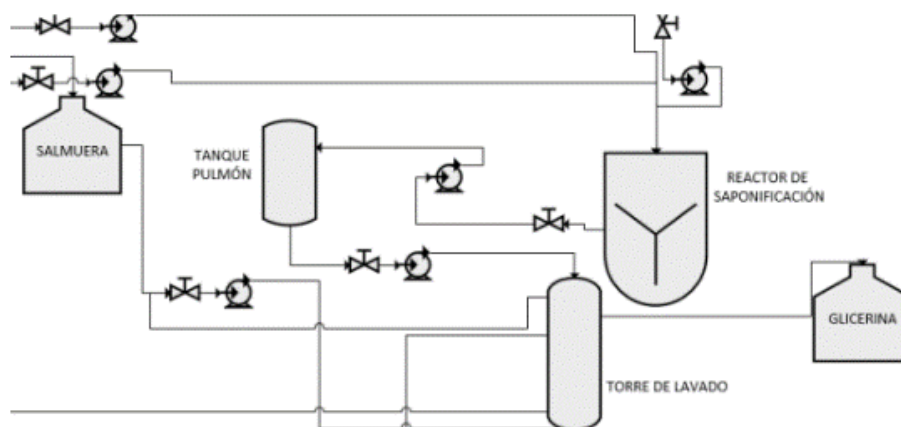 SALMUERA
TANQUE
PULMÓN
REACTOR DE
SAPONIFICACIÓN
GLICERINA
TORRE DE LAVADO